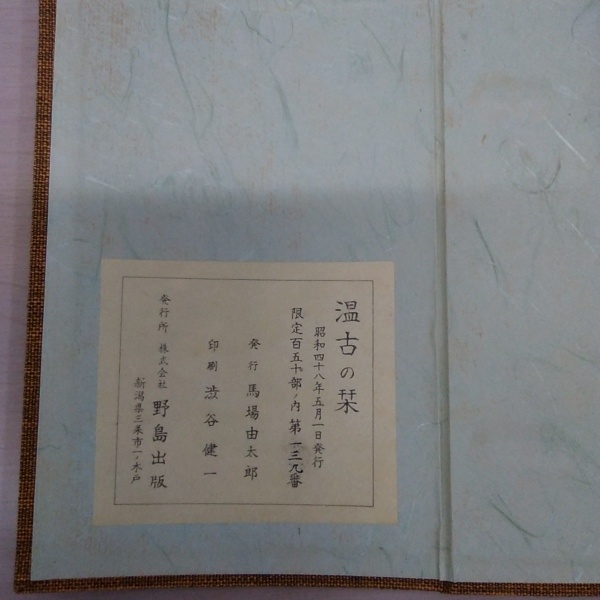 温古の栞
昭和四十八年五月一日発行
限定百五十部ノ内 第一三九番
発行 馬場由太郎
印刷 渋谷健一
発行所 株式会社 野島出版
新潟県三条市一ノ木戸